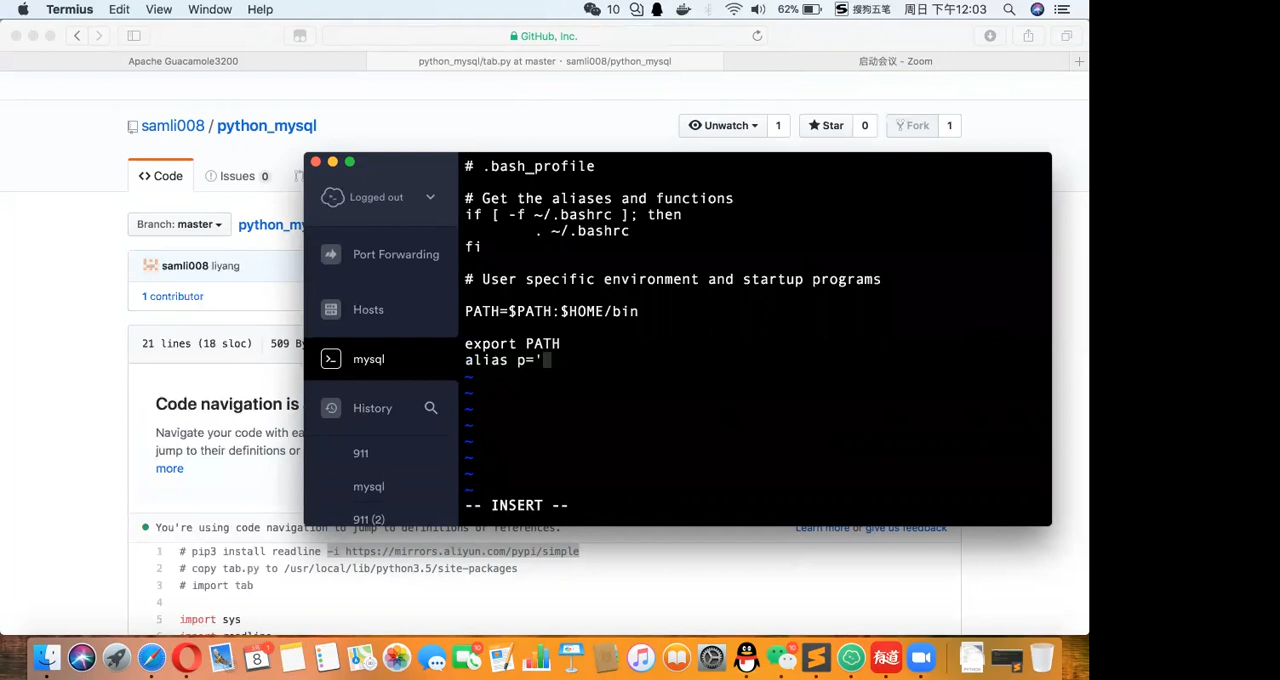 Termius Edit View Window Help 10 62% 搜狗五笔 周日 下午12:03
GitHub, Inc.
Apache Guacamole3200
python_mysql/tab.py at master · samli008/python_mysql
启动会议 - Zoom
samli008 / python_mysql
Unwatch 1 Star 0 Fork 1
Code Issues 0
Branch: master python_my
samli008 liyang
1 contributor
21 lines (18 sloc) 509 By
Code navigation is
Navigate your code with ea
jump to their definitions or
more
You're using code navigation to jump to definitions or references.
Learn more or give us feedback
1 # pip3 install readline -i https://mirrors.aliyun.com/pypi/simple
2 # copy tab.py to /usr/local/lib/python3.5/site-packages
3 # import tab
4
5 import sys
6 import readline
Logged out
Port Forwarding
Hosts
mysql
History
911
mysql
911 (2)
# .bash_profile
# Get the aliases and functions
if [ -f ~/.bashrc ]; then
. ~/.bashrc
fi
# User specific environment and startup programs
PATH=$PATH:$HOME/bin
export PATH
alias p='
~
~
~
~
~
~
~
~
-- INSERT --
8
有道